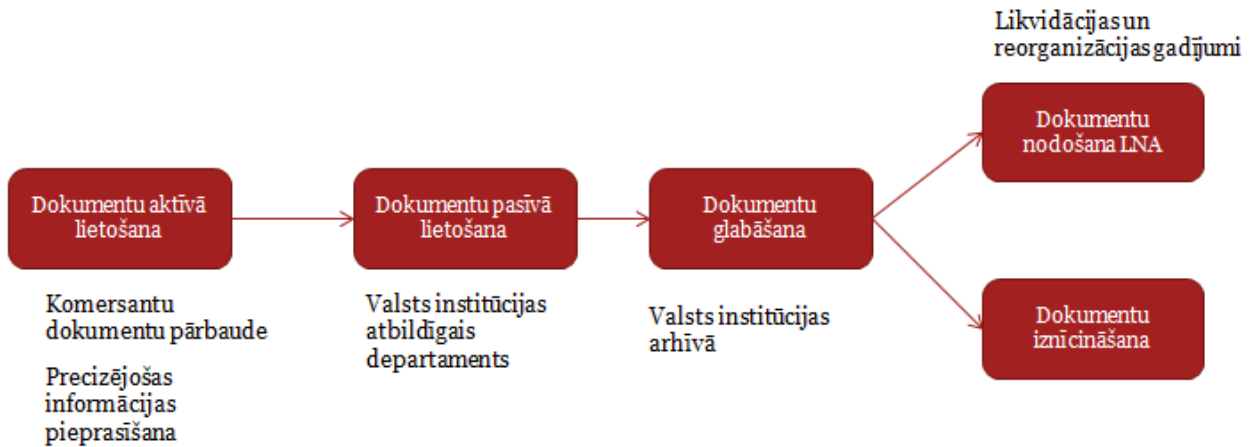 Likvidācijas un
reorganizācijas gadījumi
Dokumentu
nodošana LNA
Dokumentu aktīvā
lietošana
Dokumentu pasīvā
lietošana
Dokumentu
glabāšana
Komersantu
dokumentu pārbaude
Precizējošas
informācijas
pieprasīšana
Valsts institūcijas
atbildīgais
departaments
Valsts institūcijas
arhīvā
Dokumentu
iznīcināšana